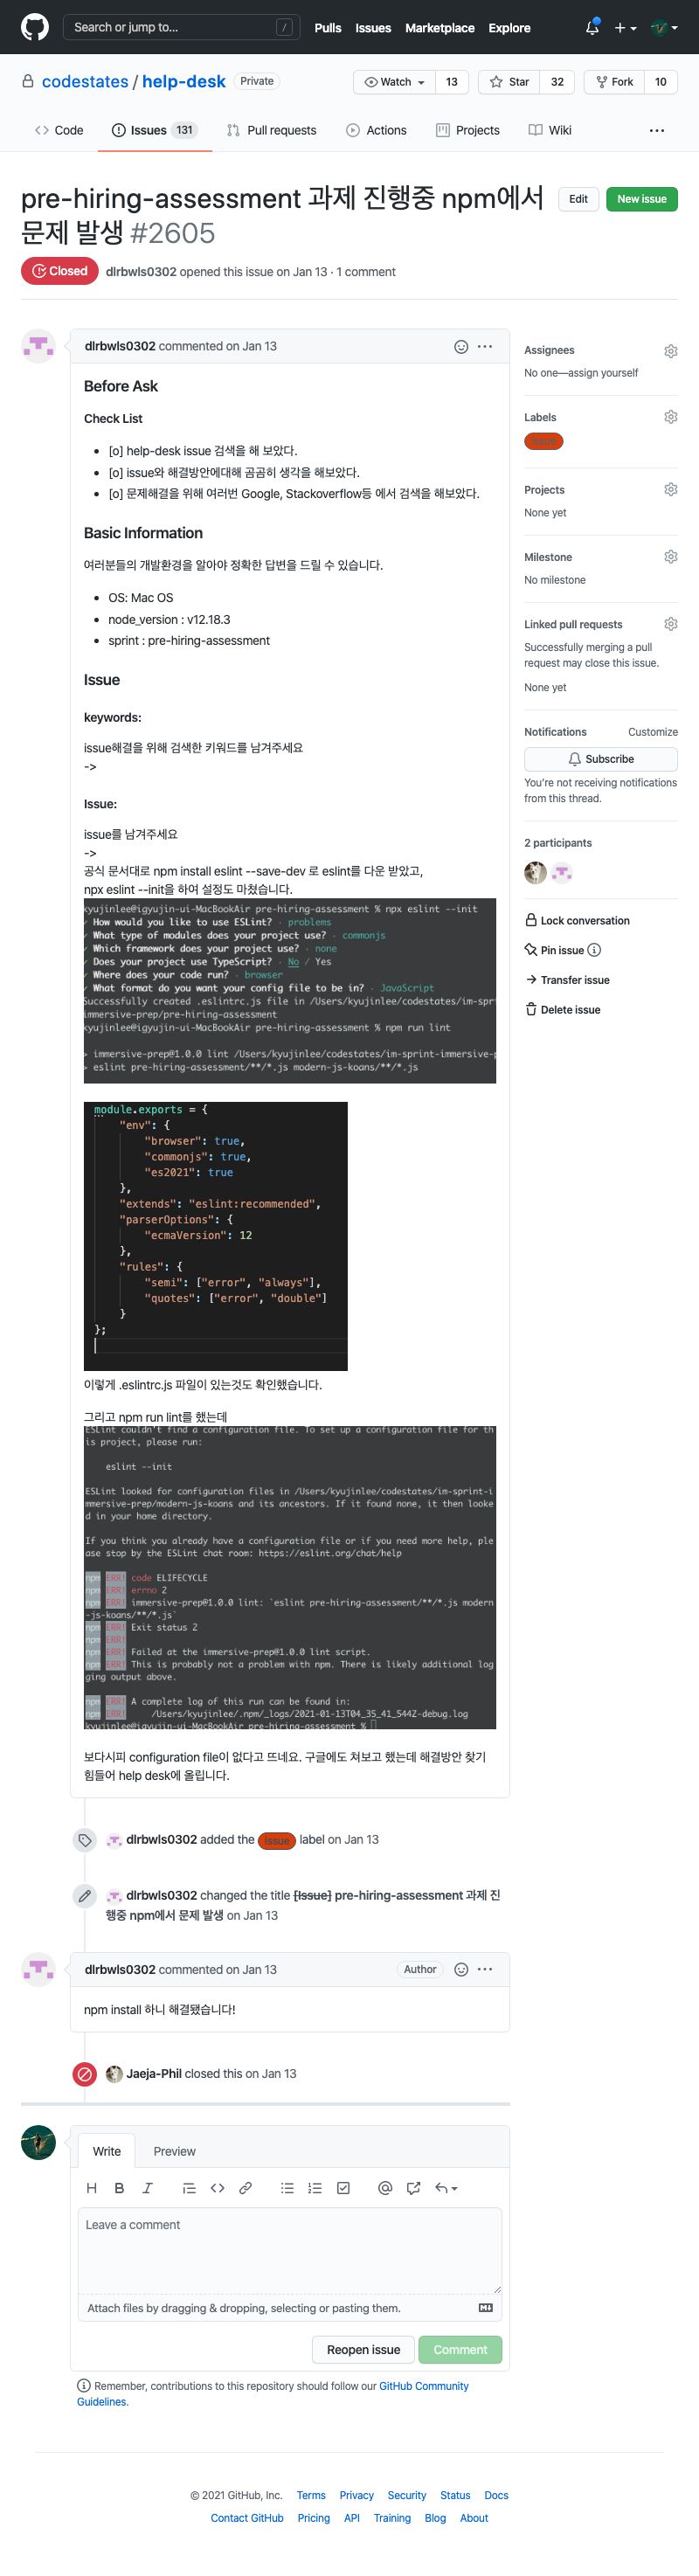 Search or jump to...
/
Pulls
Issues
Marketplace
Explore
codestates / help-desk
Private
Watch
13
Star
32
Fork
10
Code
Issues 131
Pull requests
Actions
Projects
Wiki
pre-hiring-assessment 과제 진행중 npm에서
문제 발생 #2605
Edit
New issue
Closed
dlrbwls0302 opened this issue on Jan 13 · 1 comment
dlrbwls0302 commented on Jan 13
Before Ask
Check List
• [o] help-desk issue 검색을 해 보았다.
• [o] issue와 해결방안에대해 곰곰히 생각을 해보았다.
• [o] 문제해결을 위해 여러번 Google, Stackoverflow등 에서 검색을 해보았다.
Basic Information
여러분들의 개발환경을 알아야 정확한 답변을 드릴 수 있습니다.
• OS: Mac OS
• node_version : v12.18.3
• sprint : pre-hiring-assessment
Issue
keywords:
issue해결을 위해 검색한 키워드를 남겨주세요
->
Issue:
issue를 남겨주세요
->
공식 문서대로 npm install eslint --save-dev 로 eslint를 다운 받았고,
npx eslint --init을 하여 설정도 마쳤습니다.
kyujinlee@igyujin-ui-MacBookAir pre-hiring-assessment % npx eslint --init
✓ How would you like to use ESLint? · problems
✓ What type of modules does your project use? · commonjs
✓ Which framework does your project use? · none
✓ Does your project use TypeScript? · No / Yes
✓ Where does your code run? · browser
✓ What format do you want your config file to be in? · JavaScript
Successfully created .eslintrc.js file in /Users/kyujinlee/codestates/im-spr
immersive-prep/pre-hiring-assessment
kyujinlee@igyujin-ui-MacBookAir pre-hiring-assessment % npm run lint
> immersive-prep@1.0.0 lint /Users/kyujinlee/codestates/im-sprint-immersive-p
> eslint pre-hiring-assessment/**/*.js modern-js-koans/**/*.js
module.exports = {
"env": {
"browser": true,
"commonjs": true,
"es2021": true
},
"extends": "eslint:recommended",
"parserOptions": {
"ecmaVersion": 12
},
"rules": {
"semi": ["error", "always"],
"quotes": ["error", "double"]
}
};
이렇게 .eslintrc.js 파일이 있는것도 확인했습니다.
그리고 npm run lint를 했는데
ESLint couldn't find a configuration file. To set up a configuration file for th
is project, please run:
eslint --init
ESLint looked for configuration files in /Users/kyujinlee/codestates/im-sprint-i
mmersive-prep/modern-js-koans and its ancestors. If it found none, it then looke
d in your home directory.
If you think you already have a configuration file or if you need more help, ple
ase stop by the ESLint chat room: https://eslint.org/chat/help
npm ERR! code ELIFECYCLE
npm ERR! errno 2
npm ERR! immersive-prep@1.0.0 lint: `eslint pre-hiring-assessment/**/*.js modern
-js-koans/**/*.js`
npm ERR! Exit status 2
npm ERR!
npm ERR! Failed at the immersive-prep@1.0.0 lint script.
npm ERR! This is probably not a problem with npm. There is likely additional log
ging output above.
npm ERR! A complete log of this run can be found in:
npm ERR! /Users/kyujinlee/.npm/_logs/2021-01-13T04_35_41_544Z-debug.log
kyujinlee@igyujin-ui-MacBookAir pre-hiring-assessment %
보다시피 configuration file이 없다고 뜨네요. 구글에도 쳐보고 했는데 해결방안 찾기
힘들어 help desk에 올립니다.
Assignees
No one—assign yourself
Labels
issue
Projects
None yet
Milestone
No milestone
Linked pull requests
Successfully merging a pull
request may close this issue.
None yet
Notifications
Customize
Subscribe
You're not receiving notifications
from this thread.
2 participants
Lock conversation
Pin issue
Transfer issue
Delete issue
dlrbwls0302 added the issue label on Jan 13
dlrbwls0302 changed the title [Issue] pre-hiring-assessment 과제 진
행중 npm에서 문제 발생 on Jan 13
dlrbwls0302 commented on Jan 13
Author
npm install 하니 해결됐습니다!
Jaeja-Phil closed this on Jan 13
Write
Preview
H B I
Leave a comment
Attach files by dragging & dropping, selecting or pasting them.
Reopen issue
Comment
Remember, contributions to this repository should follow our GitHub Community
Guidelines.
© 2021 GitHub, Inc.
Terms
Privacy
Security
Status
Docs
Contact GitHub
Pricing
API
Training
Blog
About